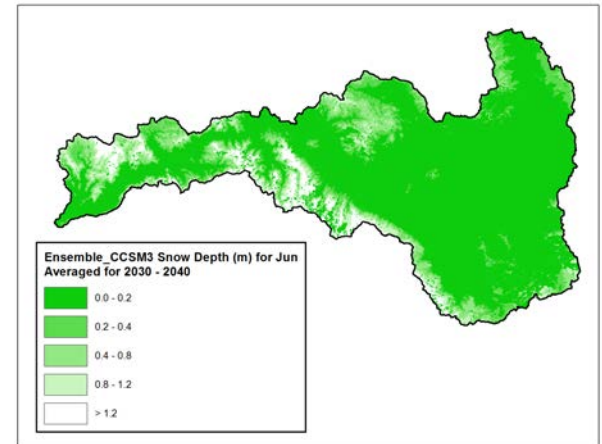 Ensemble_CCSM3 Snow Depth (m) for Jun
Averaged for 2030 - 2040
0.0 - 0.2
0.2 - 0.4
0.4 - 0.8
0.8 - 1.2
> 1.2